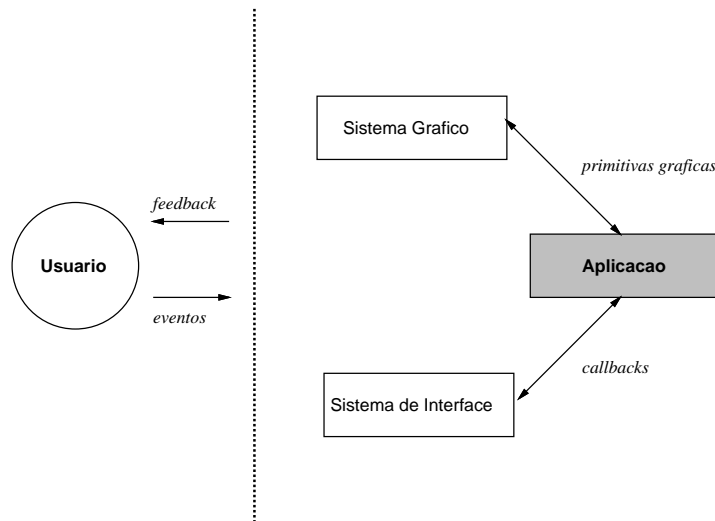 Sistema Grafico
primitivas graficas
feedback
Usuario
Aplicacao
eventos
callbacks
Sistema de Interface